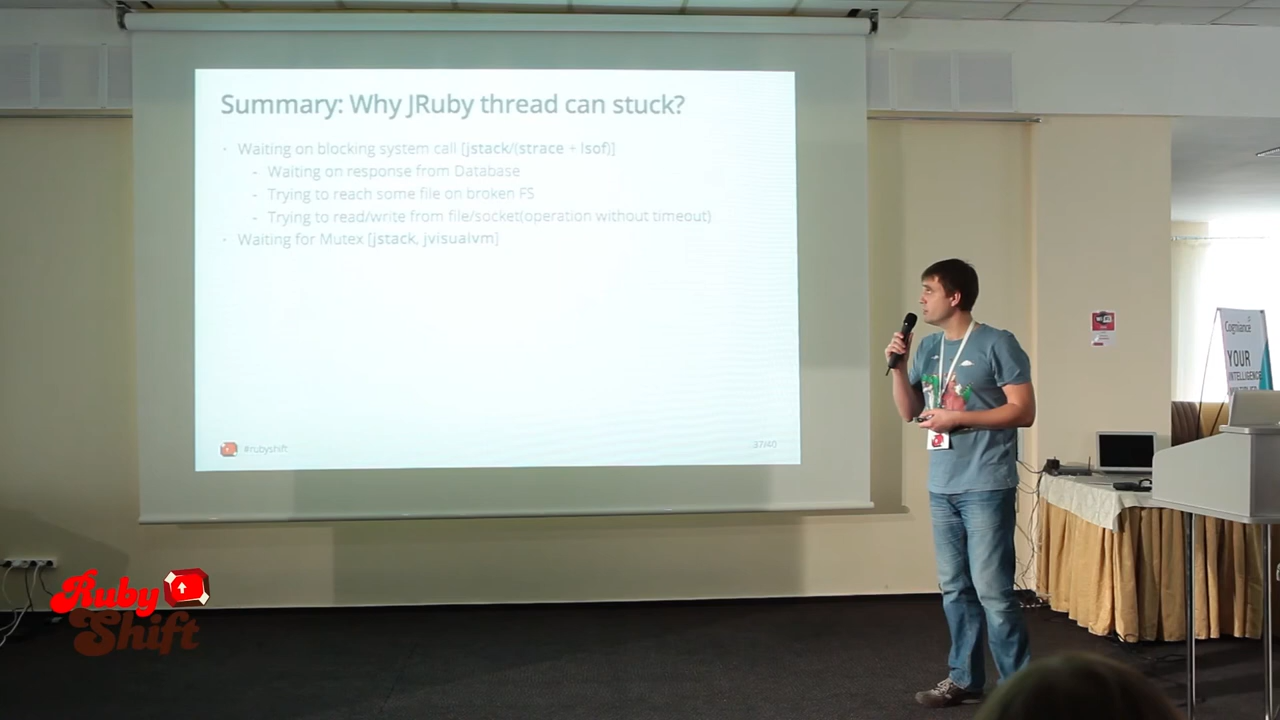 Summary: Why JRuby thread can stuck?
Waiting on blocking system call [jstack/(strace + lsof)]
- Waiting on response from Database
- Trying to reach some file on broken FS
- Trying to read/write from file/socket(operation without timeout)
Waiting for Mutex [jstack, jvisualvm]
#rubyshift
37/40
Cogniance
YOUR
INTELLIGENCE
Ruby
Shift